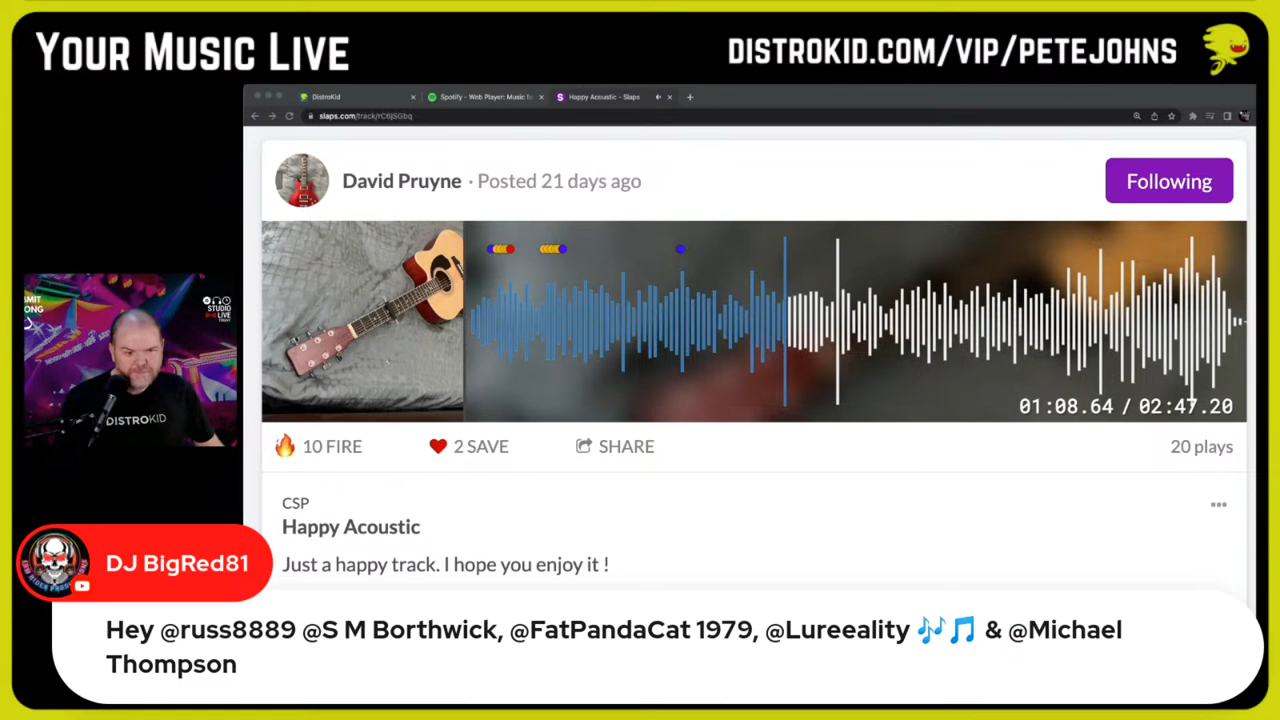 YOUR MUSIC LIVE
DISTROKID.COM/VIP/PETEJOHNS
DistroKid
Spotify - Web Player: Music fo
Happy Acoustic - Slaps
slaps.com/track/rC6jSGbq
David Pruyne · Posted 21 days ago
Following
01:08.64 / 02:47.20
10 FIRE
2 SAVE
SHARE
20 plays
CSP
Happy Acoustic
Just a happy track. I hope you enjoy it !
STUDIO
LIVE
DISTROKID
DJ BigRed81
Hey @russ8889 @S M Borthwick, @FatPandaCat 1979, @Lureeality 🎶🎵 & @Michael
Thompson